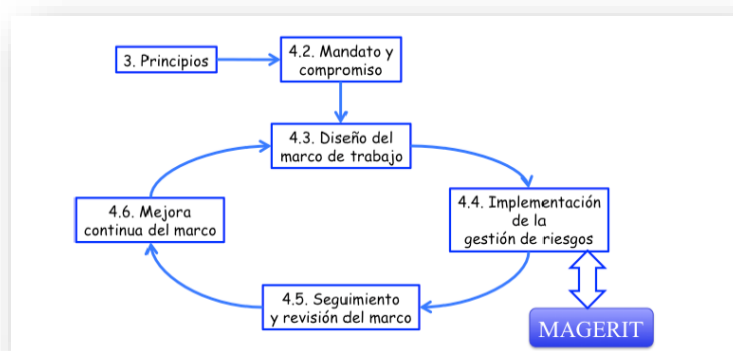 3. Principios
4.2. Mandato y
compromiso
4.3. Diseño del
marco de trabajo
4.4. Implementación
de la
gestión de riesgos
4.6. Mejora
continua del marco
4.5. Seguimiento
y revisión del marco
MAGERIT